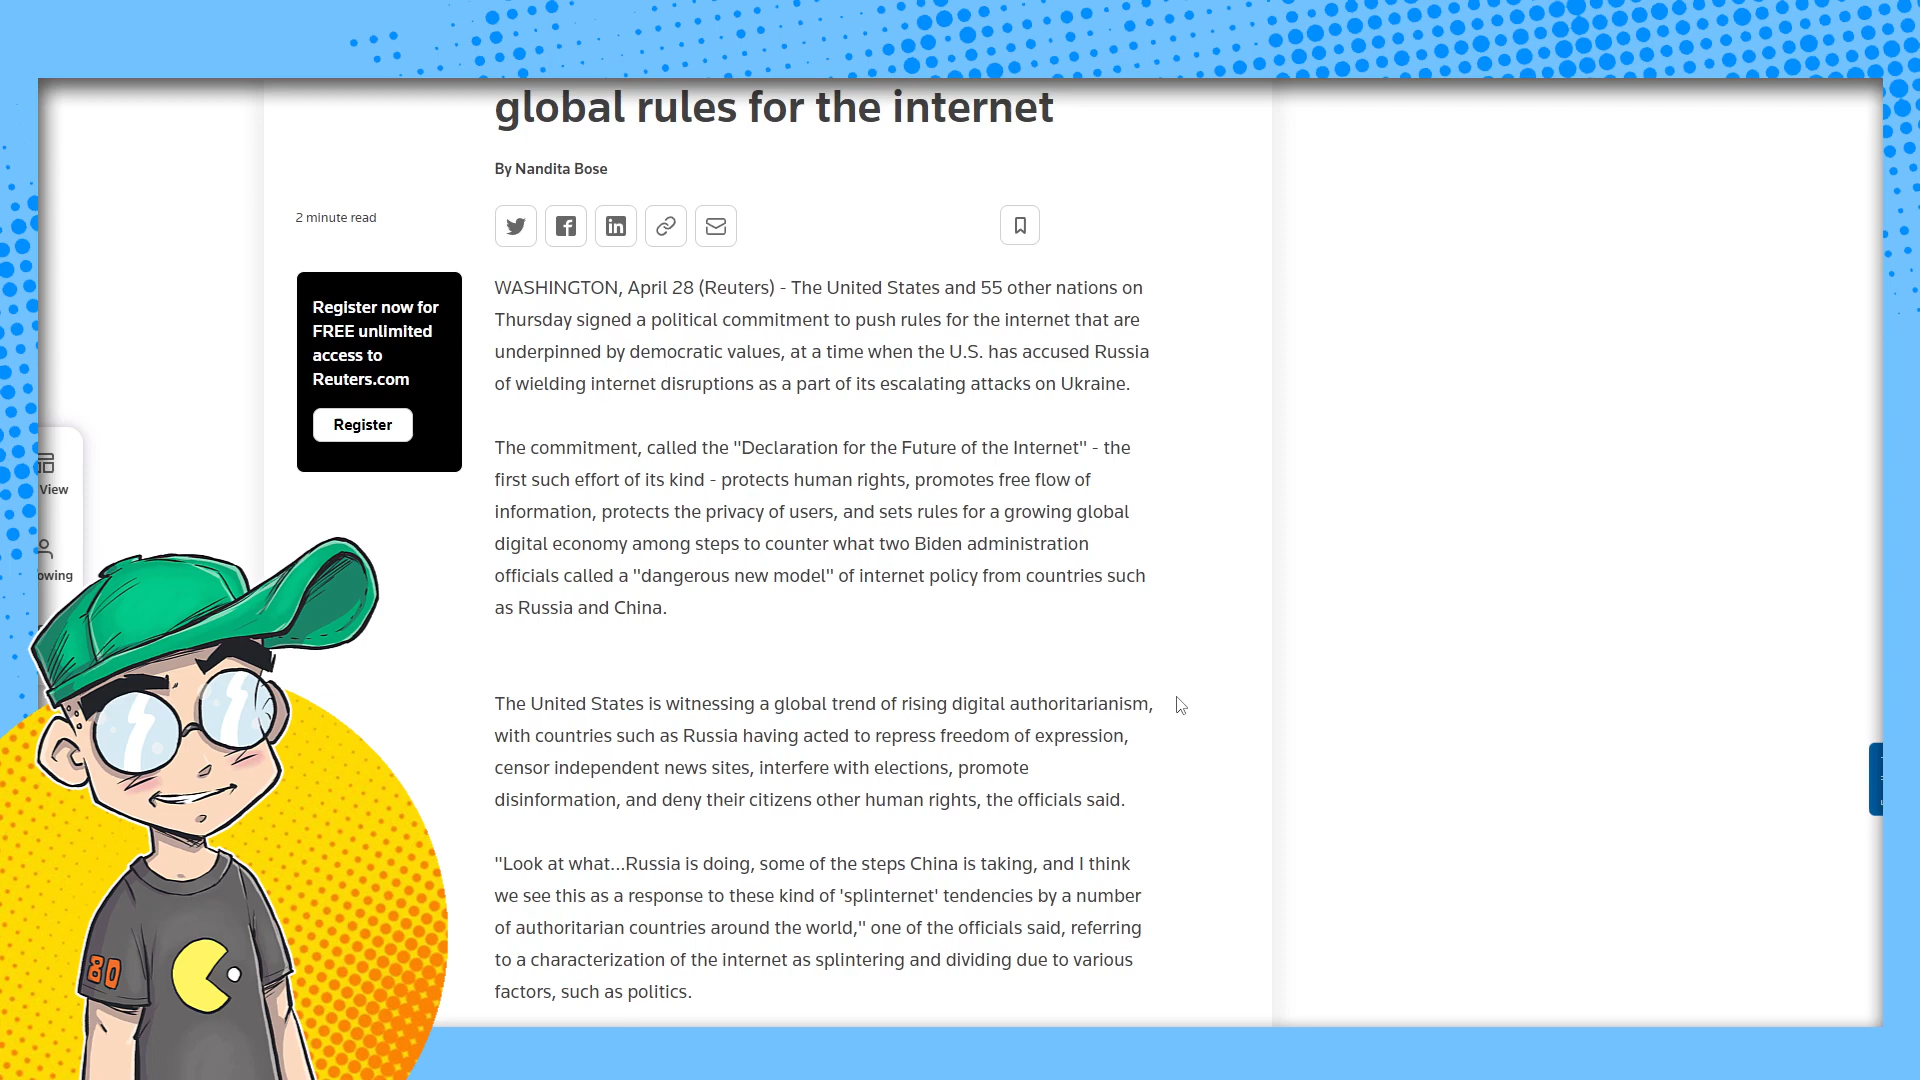 global rules for the internet
By Nandita Bose
2 minute read
Register now for
FREE unlimited
access to
Reuters.com
Register
WASHINGTON, April 28 (Reuters) - The United States and 55 other nations on
Thursday signed a political commitment to push rules for the internet that are
underpinned by democratic values, at a time when the U.S. has accused Russia
of wielding internet disruptions as a part of its escalating attacks on Ukraine.
The commitment, called the "Declaration for the Future of the Internet" - the
first such effort of its kind - protects human rights, promotes free flow of
information, protects the privacy of users, and sets rules for a growing global
digital economy among steps to counter what two Biden administration
officials called a "dangerous new model" of internet policy from countries such
as Russia and China.
View
owing
The United States is witnessing a global trend of rising digital authoritarianism,
with countries such as Russia having acted to repress freedom of expression,
censor independent news sites, interfere with elections, promote
disinformation, and deny their citizens other human rights, the officials said.
"Look at what...Russia is doing, some of the steps China is taking, and I think
we see this as a response to these kind of 'splinternet' tendencies by a number
of authoritarian countries around the world," one of the officials said, referring
to a characterization of the internet as splintering and dividing due to various
factors, such as politics.
80